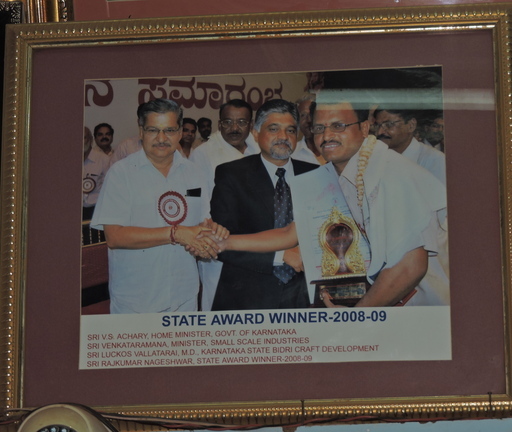 ನ ಸಮಾರಂಭ
STATE AWARD WINNER-2008-09
SRI V.S. ACHARY, HOME MINISTER, GOVT. OF KARNATAKA
SRI VENKATARAMANA, MINISTER, SMALL SCALE INDUSTRIES
SRI LUCKOS VALLATARAI, M.D., KARNATAKA STATE BIDRI CRAFT DEVELOPMENT
SRI RAJKUMAR NAGESHWAR, STATE AWARD WINNER-2008-09